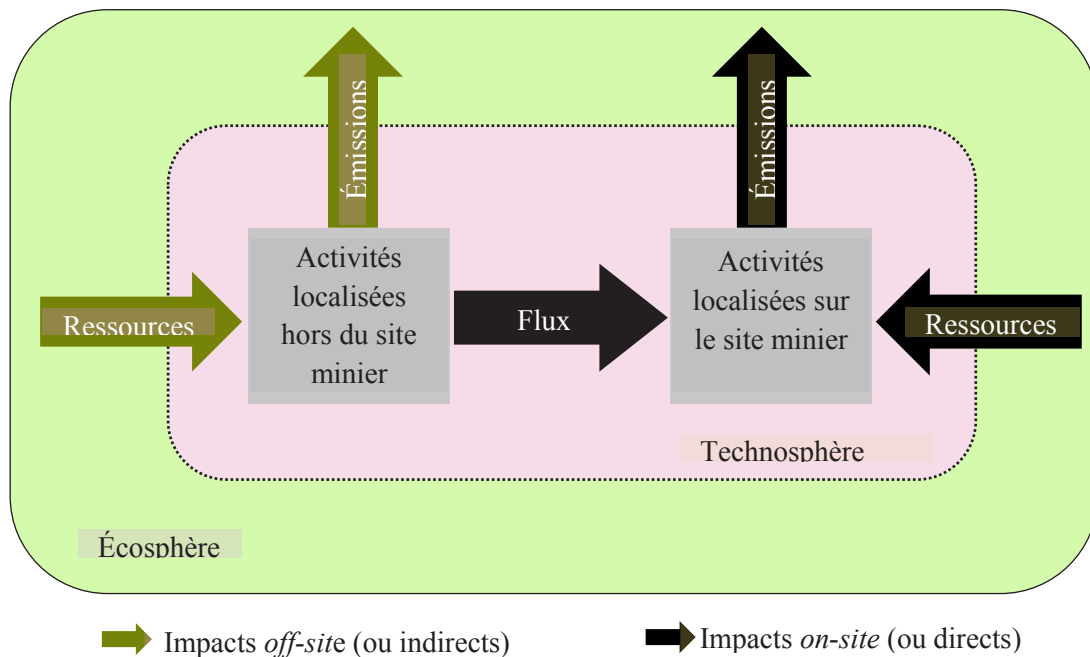 Émissions
Émissions
Ressources
Activités
localisées
hors du site
minier
Flux
Activités
localisées sur
le site minier
Ressources
Technosphère
Écosphère
Impacts off-site (ou indirects)
Impacts on-site (ou directs)